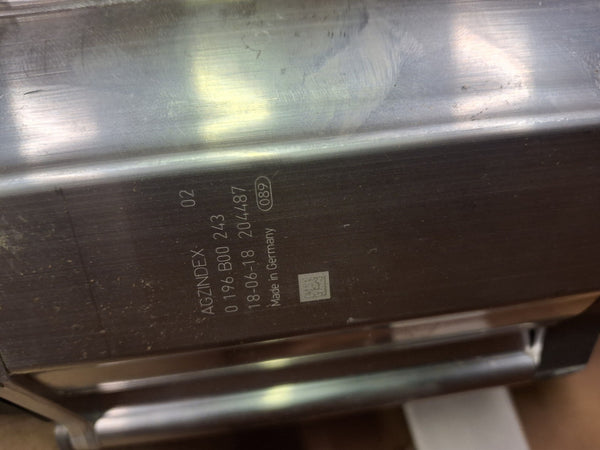 AGZINDEX 02
0 196 B00 243
18-06-18 204487
Made in Germany 089